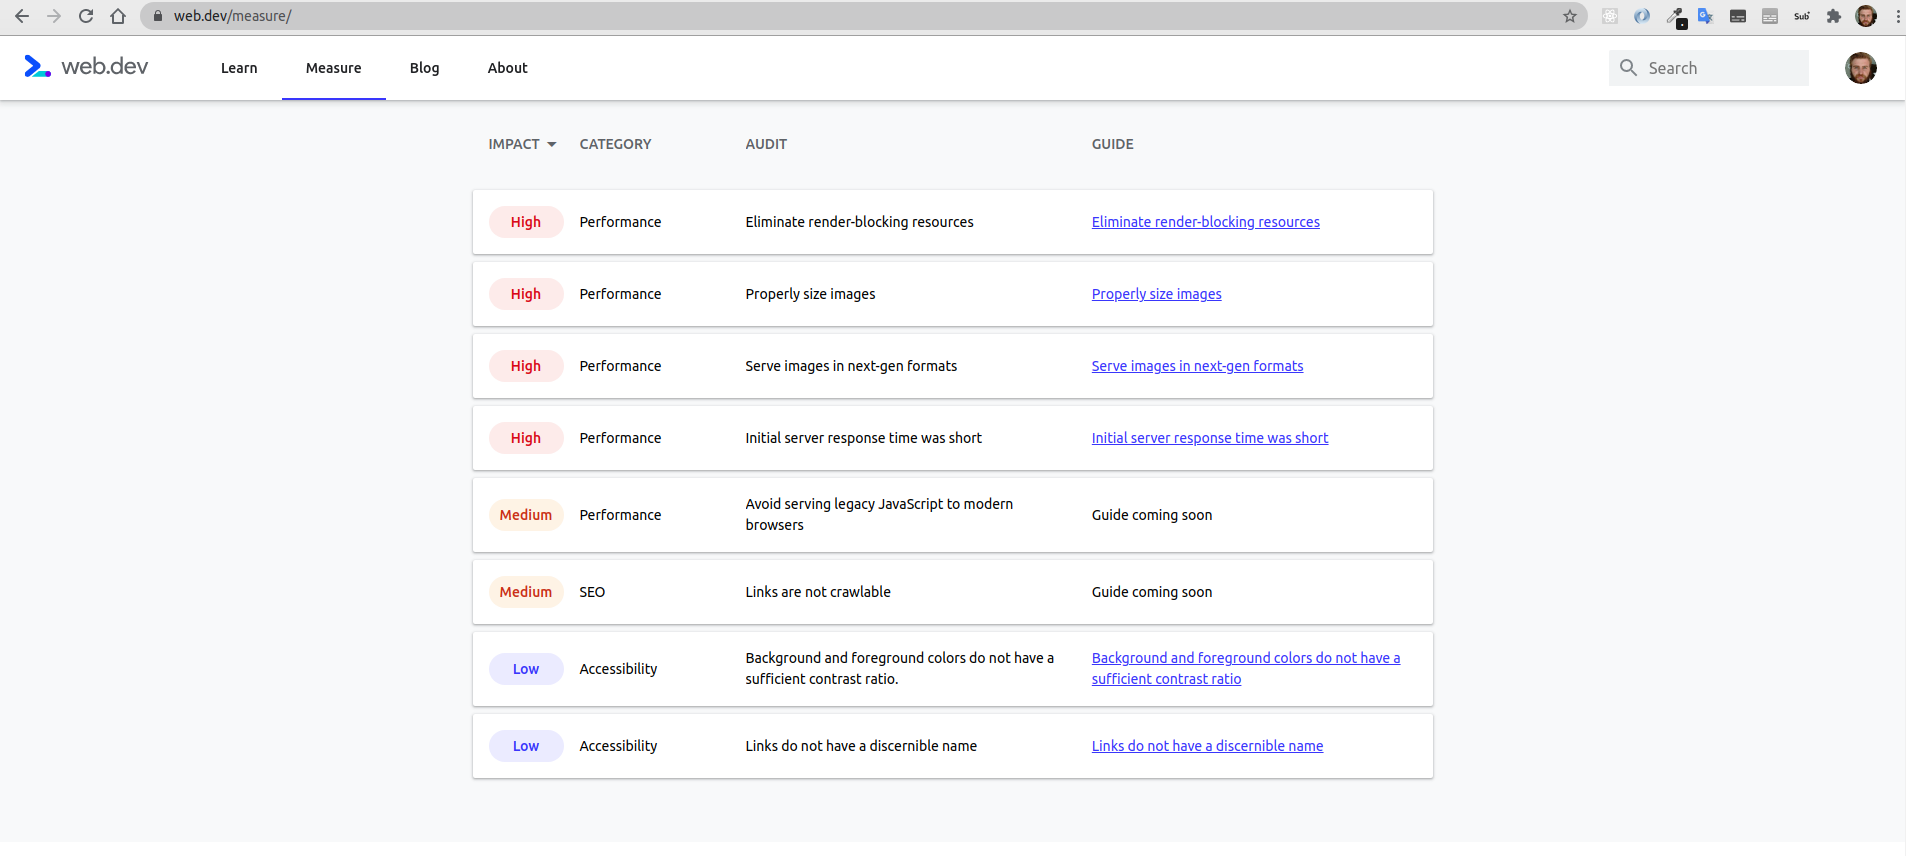 web.dev/measure/
Sub
web.dev Learn Measure Blog About Search
IMPACT CATEGORY AUDIT GUIDE
High Performance Eliminate render-blocking resources Eliminate render-blocking resources
High Performance Properly size images Properly size images
High Performance Serve images in next-gen formats Serve images in next-gen formats
High Performance Initial server response time was short Initial server response time was short
Medium Performance Avoid serving legacy JavaScript to modern
browsers Guide coming soon
Medium SEO Links are not crawlable Guide coming soon
Low Accessibility Background and foreground colors do not have a
sufficient contrast ratio.
Background and foreground colors do not have a
sufficient contrast ratio
Low Accessibility Links do not have a discernible name Links do not have a discernible name